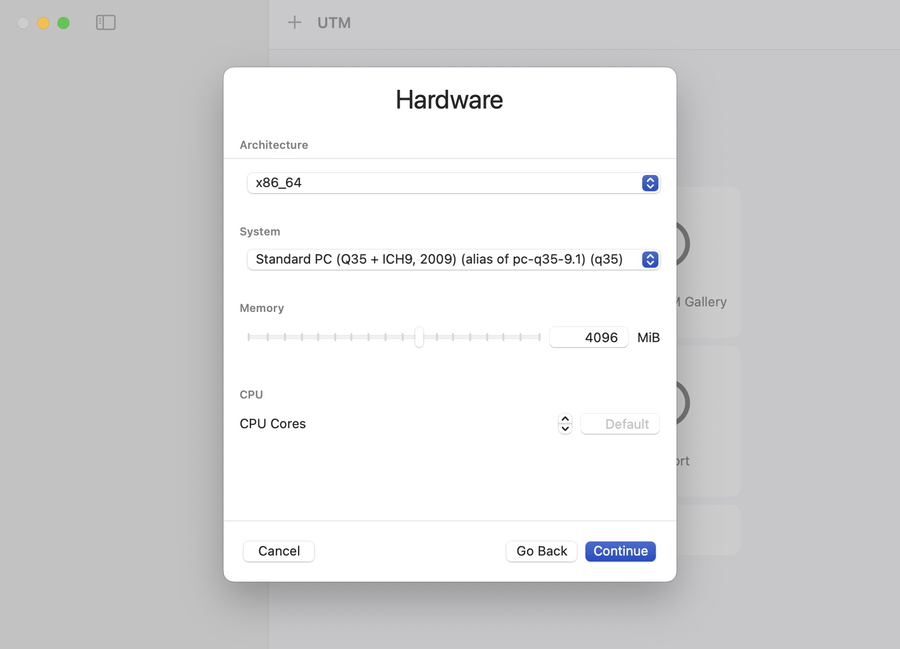 UTM
Hardware
Architecture
x86_64
System
Standard PC (Q35 + ICH9, 2009) (alias of pc-q35-9.1) (q35)
Memory
4096 MiB
CPU
CPU Cores
Default
Gallery
Cancel
Go Back
Continue